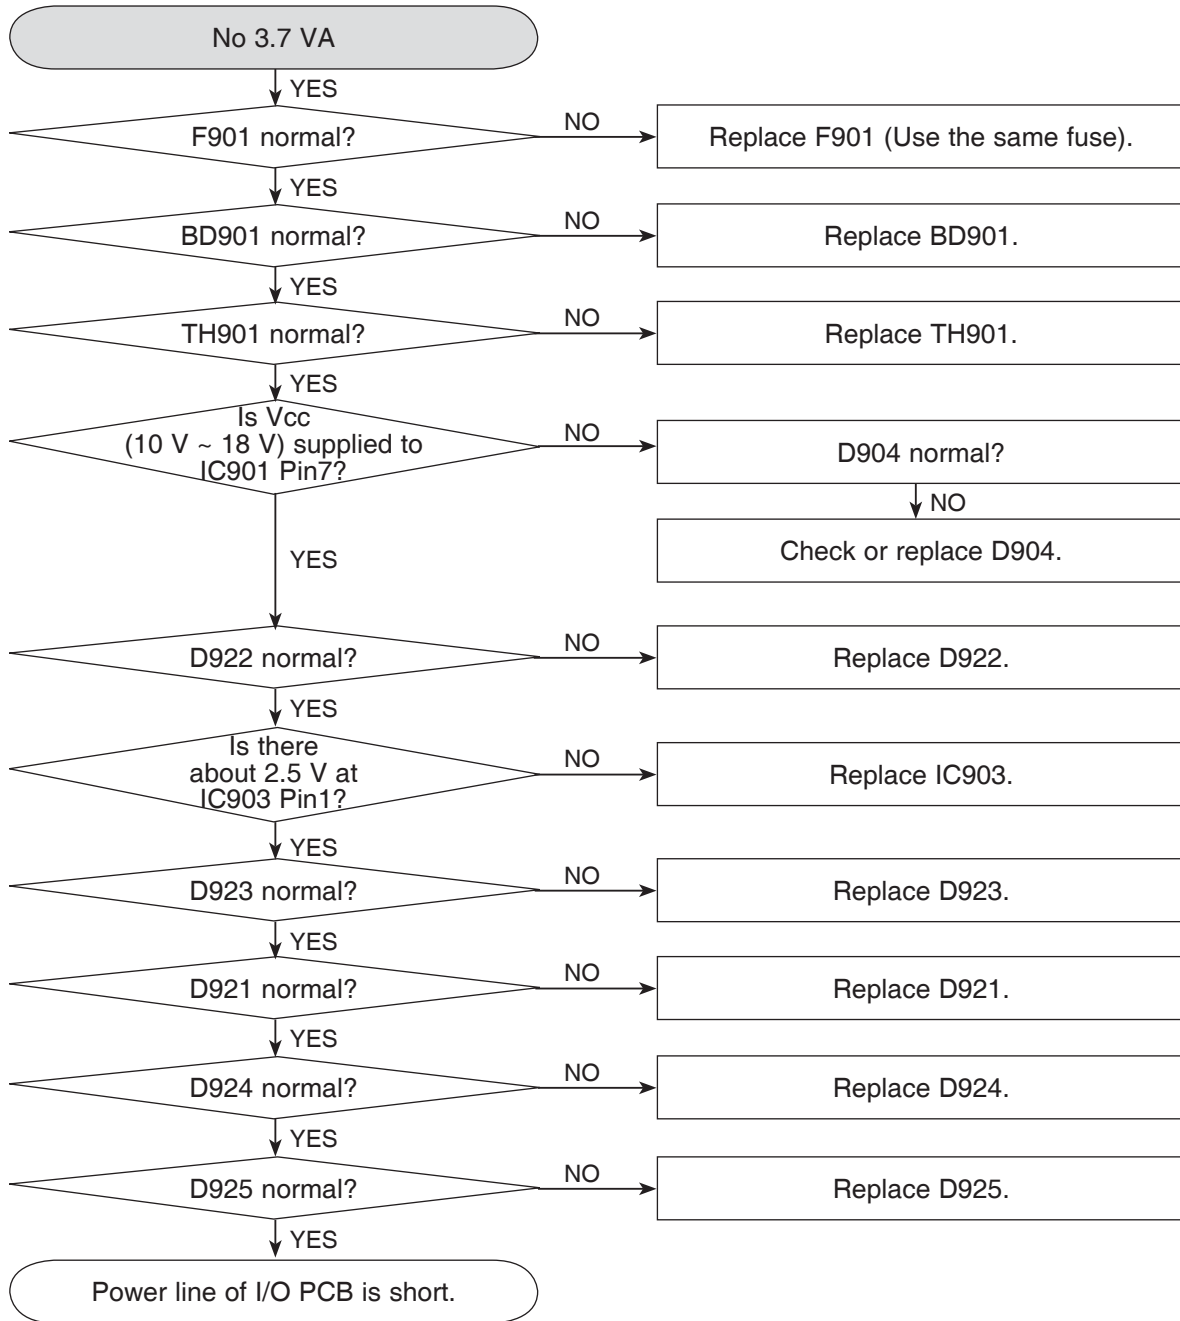 No 3.7 VA
YES
F901 normal?
NO
Replace F901 (Use the same fuse).
YES
BD901 normal?
NO
Replace BD901.
YES
TH901 normal?
NO
Replace TH901.
YES
Is Vcc
(10 V ~ 18 V) supplied to
IC901 Pin7?
NO
D904 normal?
NO
Check or replace D904.
YES
D922 normal?
NO
Replace D922.
YES
Is there
about 2.5 V at
IC903 Pin1?
NO
Replace IC903.
YES
D923 normal?
NO
Replace D923.
YES
D921 normal?
NO
Replace D921.
YES
D924 normal?
NO
Replace D924.
YES
D925 normal?
NO
Replace D925.
YES
Power line of I/O PCB is short.